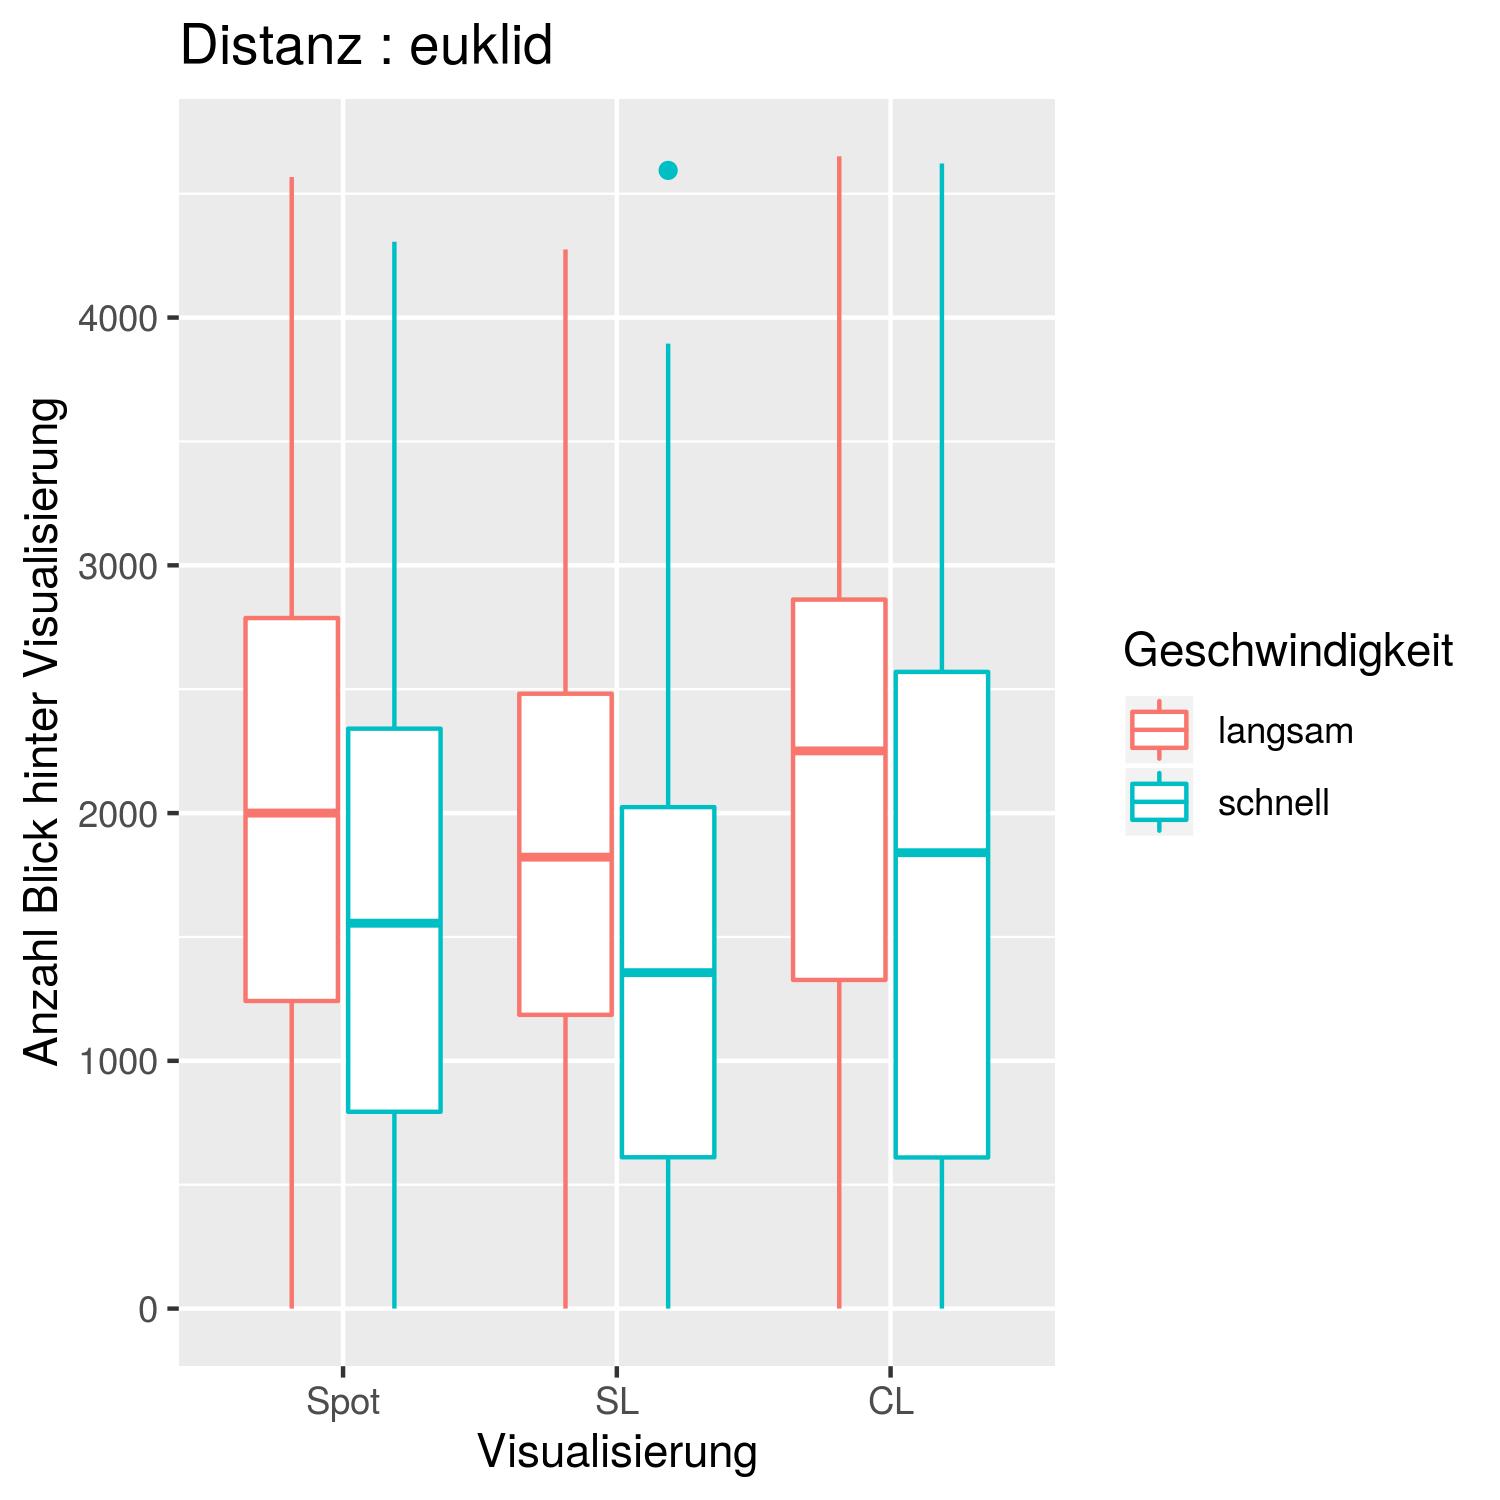 Distanz : euklid
Anzahl Blick hinter Visualisierung
4000
3000
2000
1000
0
Spot
SL
CL
Visualisierung
Geschwindigkeit
langsam
schnell